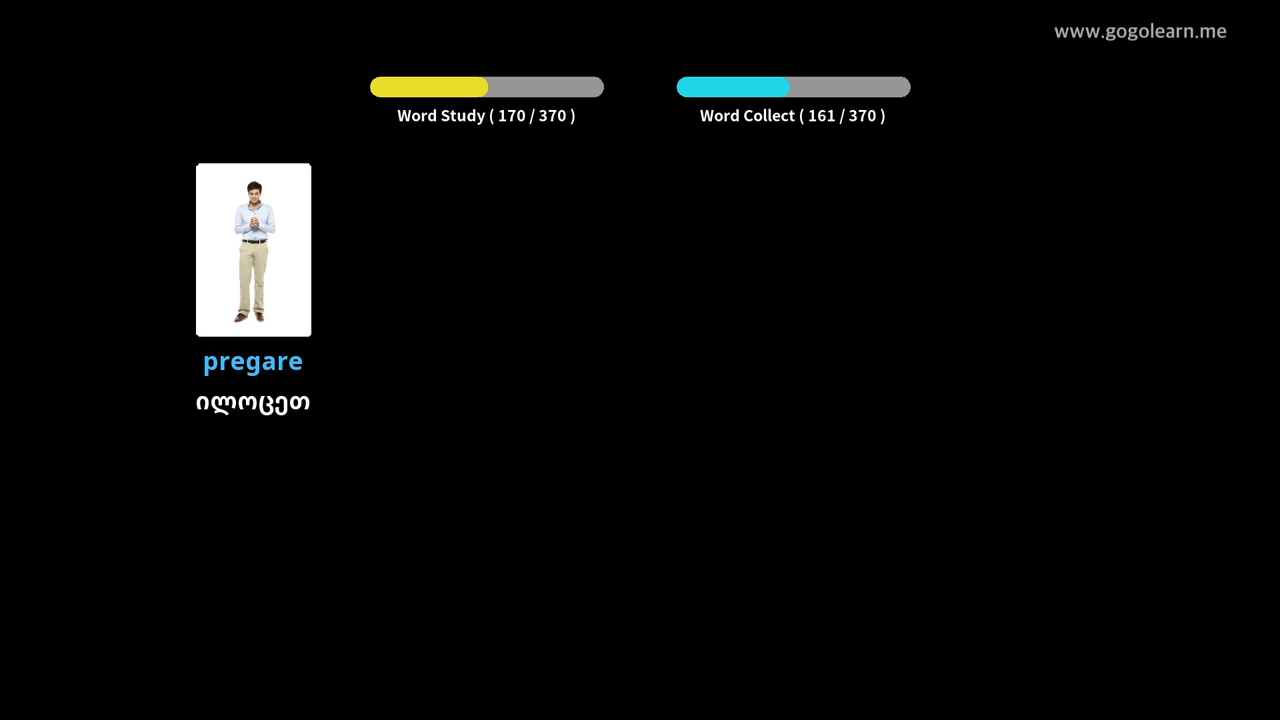 www.gogolearn.me
Word Study ( 170 / 370 )
Word Collect ( 161 / 370 )
pregare
ილოცეთ